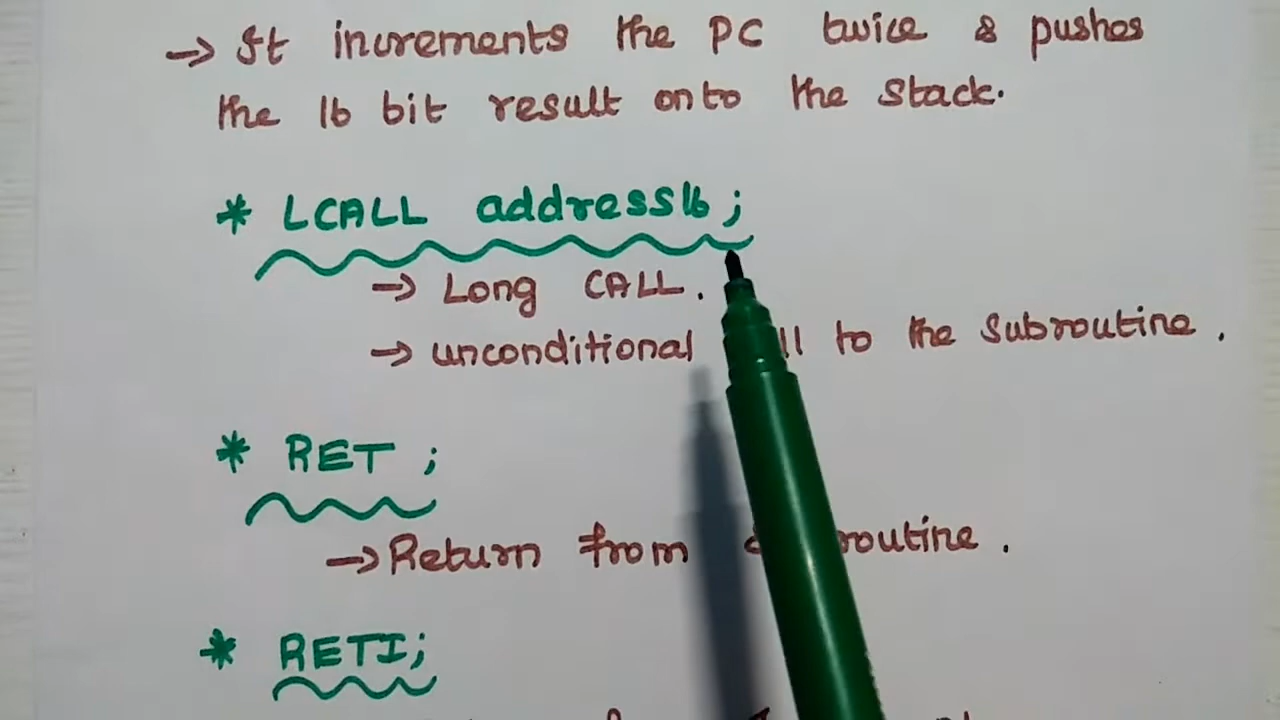 → It increments the PC twice & pushes
the 16 bit result onto the stack.
* LCALL address16;
→ Long CALL.
→ unconditional to the subroutine.
* RET ;
→ Return from
* RETI;